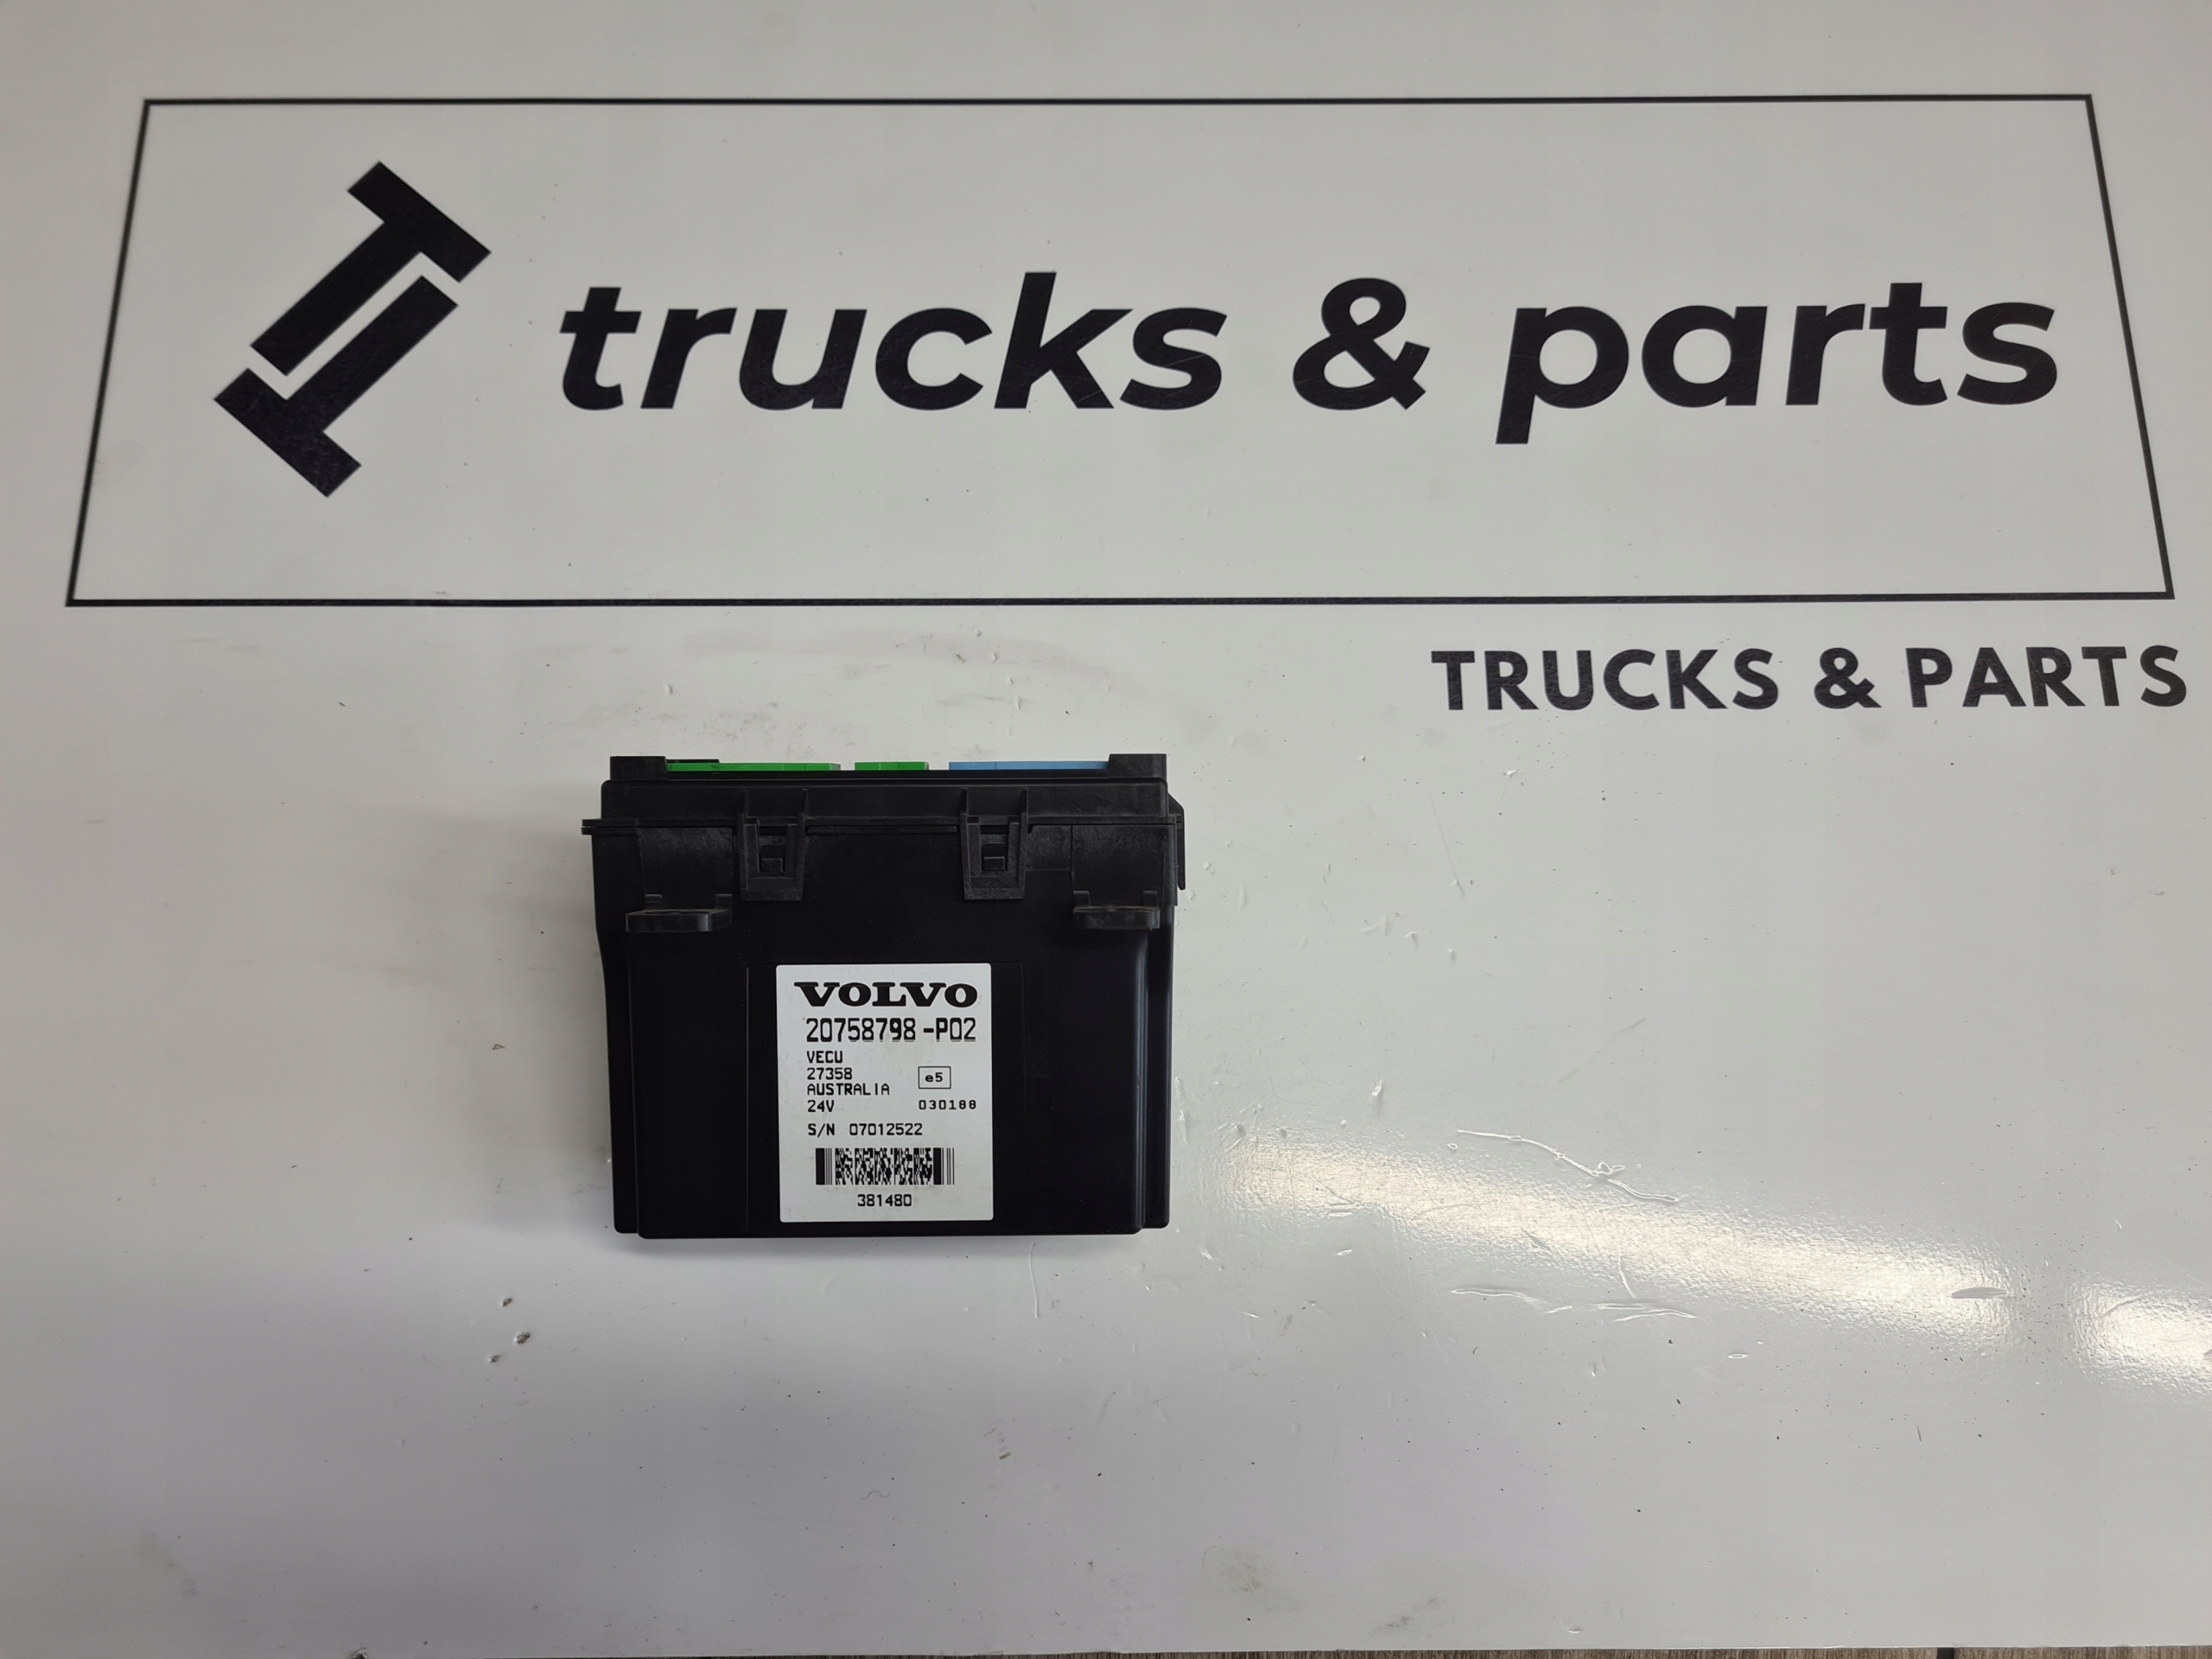 trucks & parts
TRUCKS & PARTS
VOLVO
20758798-P02
VECU
27358
AUSTRALIA
e5
24V 030188
S/N 07012522
381480